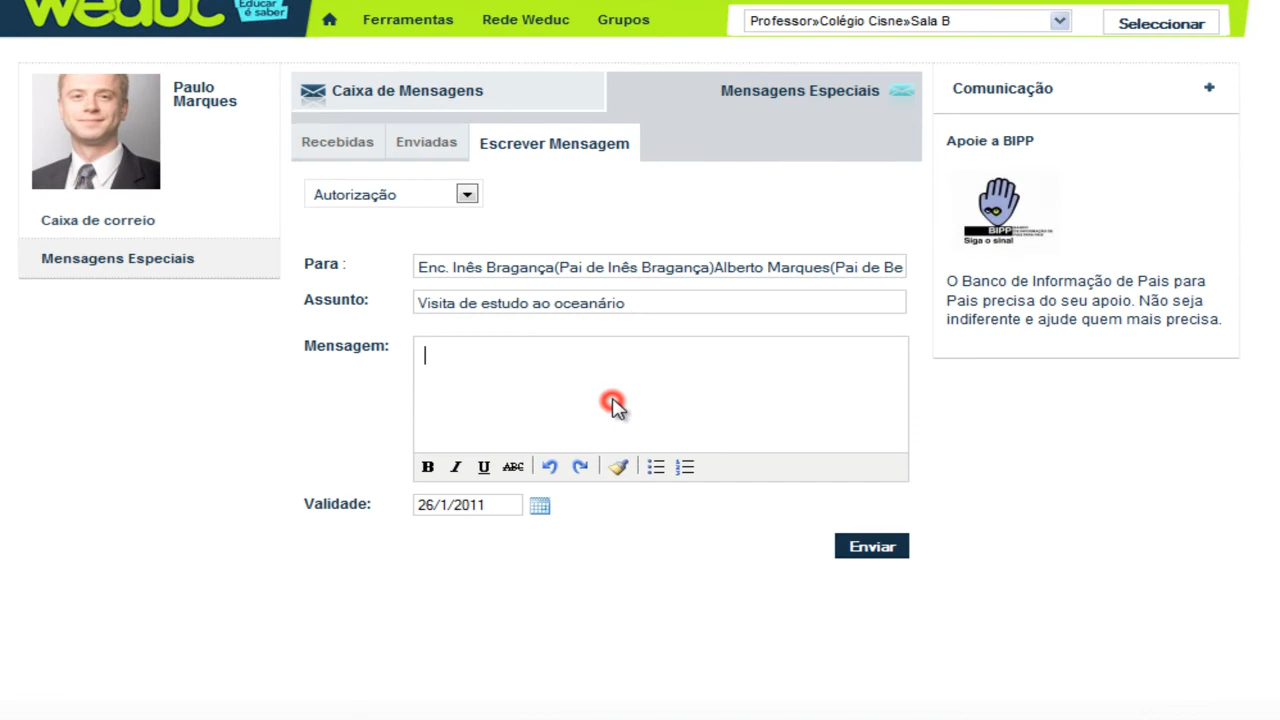 weduc
Educar
é saber
Ferramentas
Rede Weduc
Grupos
Professor»Colégio Cisne»Sala B
Seleccionar
Paulo
Marques
Caixa de correio
Mensagens Especiais
Caixa de Mensagens
Mensagens Especiais
Recebidas
Enviadas
Escrever Mensagem
Autorização
Para :
Enc. Inês Bragança(Pai de Inês Bragança)Alberto Marques(Pai de Be
Assunto:
Visita de estudo ao oceanário
Mensagem:
B I U ABC
Validade:
26/1/2011
Enviar
Comunicação +
Apoie a BIPP
BIPP
Siga o sinal
O Banco de Informação de Pais para
Pais precisa do seu apoio. Não seja
indiferente e ajude quem mais precisa.